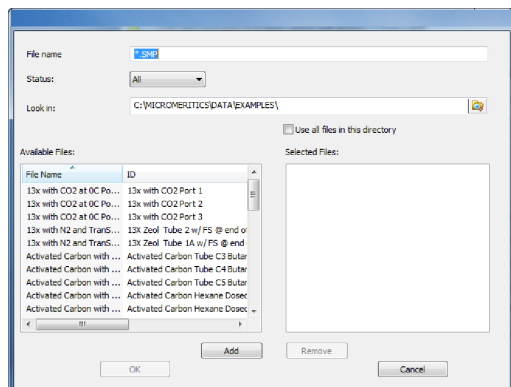 File name
*.SMP
Status:
All
Look in:
C:\MICROMERITICS\DATA\EXAMPLES\
Use all files in this directory
Available Files:
Selected Files:
File Name ID
13x with CO2 at 0C Po... 13x with CO2 Port 1
13x with CO2 at 0C Po... 13x with CO2 Port 2
13x with CO2 at 0C Po... 13x with CO2 Port 3
13x with N2 and TranS... 13X Zeol Tube 2 w/ FS @ end of
13x with N2 and TranS... 13X Zeol Tube 1A w/ FS @ end
Activated Carbon with ... Activated Carbon Tube C3 Butan
Activated Carbon with ... Activated Carbon Tube C4 Butan
Activated Carbon with ... Activated Carbon Tube C5 Butan
Activated Carbon with ... Activated Carbon Hexane Dosed
Activated Carbon with ... Activated Carbon Hexane Dosed
Add
Remove
OK
Cancel